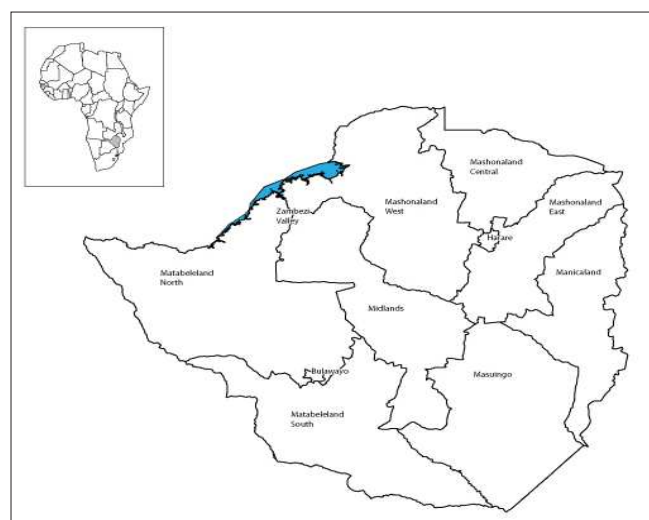 Mashonaland
Central
Mashonaland
West
Mashonaland
East
Zambezi
Valley
Harare
Matabeleland
North
Manicaland
Midlands
Bulawayo
Masuingo
Matabeleland
South